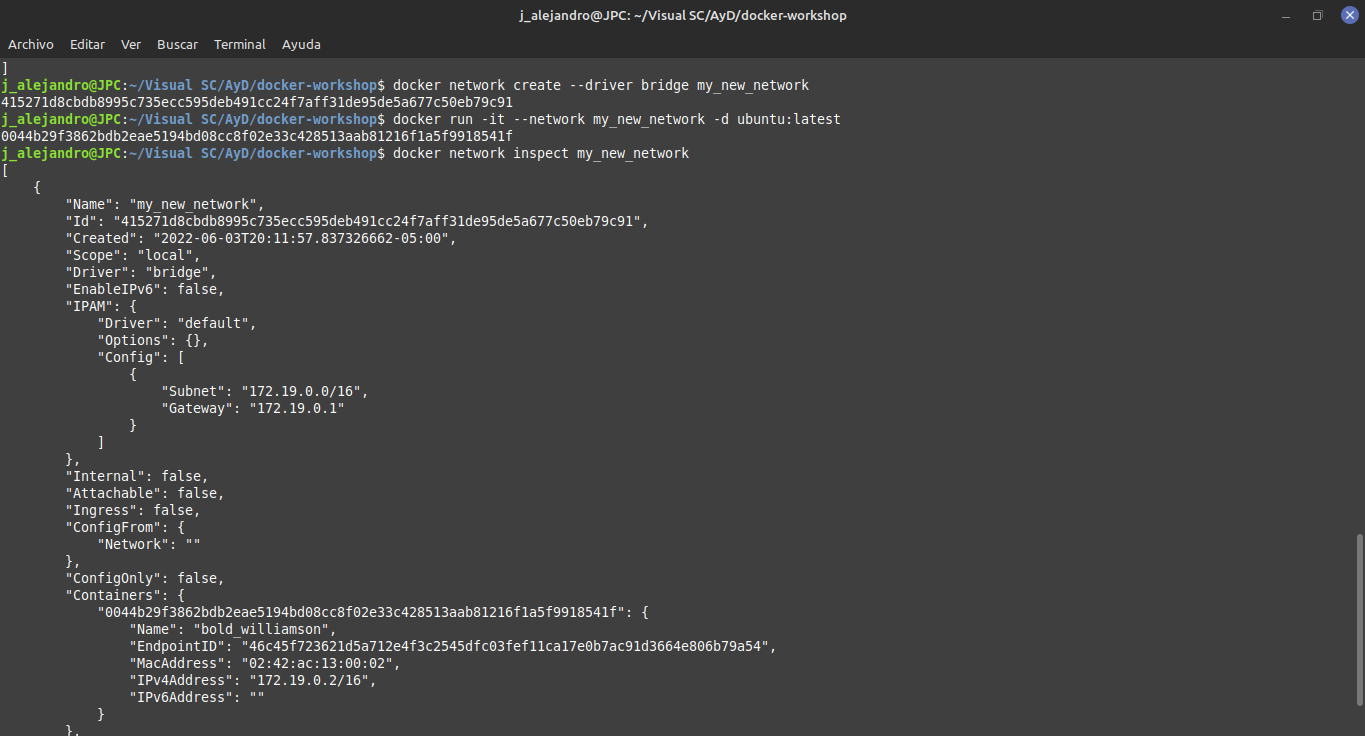 j_alejandro@JPC: ~/Visual SC/AyD/docker-workshop
Archivo Editar Ver Buscar Terminal Ayuda
]
j_alejandro@JPC:~/Visual SC/AyD/docker-workshop$ docker network create --driver bridge my_new_network
415271d8cbdb8995c735ecc595deb491cc24f7aff31de95de5a677c50eb79c91
j_alejandro@JPC:~/Visual SC/AyD/docker-workshop$ docker run -it --network my_new_network -d ubuntu:latest
0044b29f3862bdb2eae5194bd08cc8f02e33c428513aab81216f1a5f9918541f
j_alejandro@JPC:~/Visual SC/AyD/docker-workshop$ docker network inspect my_new_network
[
    {
        "Name": "my_new_network",
        "Id": "415271d8cbdb8995c735ecc595deb491cc24f7aff31de95de5a677c50eb79c91",
        "Created": "2022-06-03T20:11:57.837326662-05:00",
        "Scope": "local",
        "Driver": "bridge",
        "EnableIPv6": false,
        "IPAM": {
            "Driver": "default",
            "Options": {},
            "Config": [
                {
                    "Subnet": "172.19.0.0/16",
                    "Gateway": "172.19.0.1"
                }
            ]
        },
        "Internal": false,
        "Attachable": false,
        "Ingress": false,
        "ConfigFrom": {
            "Network": ""
        },
        "ConfigOnly": false,
        "Containers": {
            "0044b29f3862bdb2eae5194bd08cc8f02e33c428513aab81216f1a5f9918541f": {
                "Name": "bold_williamson",
                "EndpointID": "46c45f723621d5a712e4f3c2545dfc03fef11ca17e0b7ac91d3664e806b79a54",
                "MacAddress": "02:42:ac:13:00:02",
                "IPv4Address": "172.19.0.2/16",
                "IPv6Address": ""
            }
        },